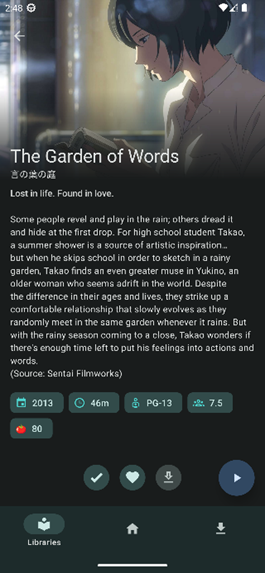 2:48
The Garden of Words
言の葉の庭
Lost in life. Found in love.
Some people revel and play in the rain; others dread it
and hide at the first drop. For high school student Takao,
a summer shower is a source of artistic inspiration…
but when he skips school in order to sketch in a rainy
garden, Takao finds an even greater muse in Yukino, an
older woman who seems adrift in the world. Despite
the difference in their ages and lives, they strike up a
comfortable relationship that slowly evolves as they
randomly meet in the same garden whenever it rains. But
with the rainy season coming to a close, Takao wonders if
there's enough time left to put his feelings into actions and
words.
(Source: Sentai Filmworks)
2013 46m PG-13 7.5
80
Libraries